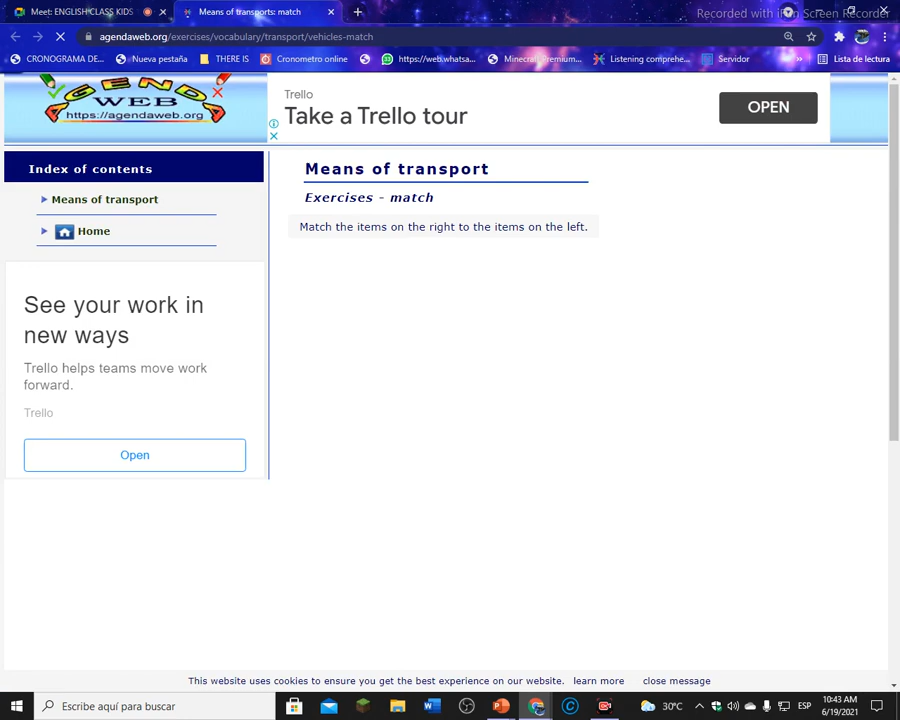 Meet: ENGLISH CLASS KIDS
Means of transports: match
Recorded with iFun Screen Recorder
agendaweb.org/exercises/vocabulary/transport/vehicles-match
CRONOGRAMA DE...
Nueva pestaña
THERE IS
Cronometro online
https://web.whatsa...
Minecraft Premium...
Listening comprehe...
Servidor
Lista de lectura
AGENDA
WEB
https://agendaweb.org
Trello
Take a Trello tour
OPEN
Index of contents
Means of transport
Home
Means of transport
Exercises - match
Match the items on the right to the items on the left.
See your work in
new ways
Trello helps teams move work
forward.
Trello
Open
This website uses cookies to ensure you get the best experience on our website. learn more close message
Escribe aquí para buscar
30°C
ESP
10:43 AM
6/19/2021